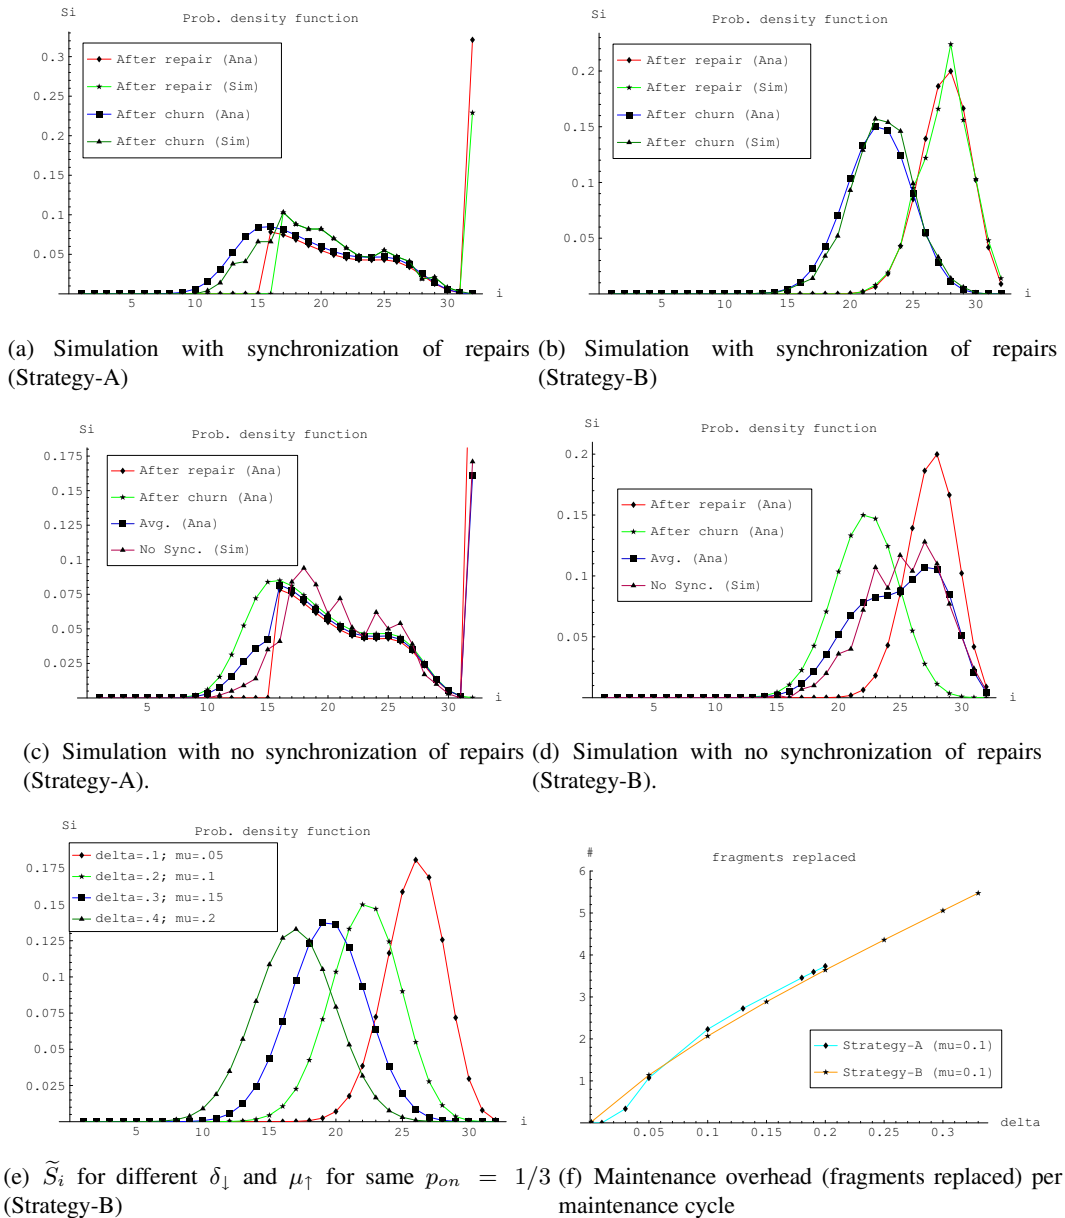 Si
Prob. density function
0.3
0.25
0.2
0.15
0.1
0.05
After repair (Ana)
After repair (Sim)
After churn (Ana)
After churn (Sim)
5 10 15 20 25 30 i
(a) Simulation with synchronization of repairs
(Strategy-A)
Si
Prob. density function
0.2
0.15
0.1
0.05
After repair (Ana)
After repair (Sim)
After churn (Ana)
After churn (Sim)
5 10 15 20 25 30 i
(b) Simulation with synchronization of repairs
(Strategy-B)
Si
Prob. density function
0.175
0.15
0.125
0.1
0.075
0.05
0.025
After repair (Ana)
After churn (Ana)
Avg. (Ana)
No Sync. (Sim)
5 10 15 20 25 30 i
(c) Simulation with no synchronization of repairs
(Strategy-A).
Si
Prob. density function
0.2
0.15
0.1
0.05
After repair (Ana)
After churn (Ana)
Avg. (Ana)
No Sync. (Sim)
5 10 15 20 25 30 i
(d) Simulation with no synchronization of repairs
(Strategy-B).
Si
Prob. density function
0.175
0.15
0.125
0.1
0.075
0.05
0.025
delta=.1; mu=.05
delta=.2; mu=.1
delta=.3; mu=.15
delta=.4; mu=.2
5 10 15 20 25 30 i
(e) S̃i for different δ↓ and μ↑ for same pon = 1/3
(Strategy-B)
#
fragments replaced
6
5
4
3
2
1
Strategy-A (mu=0.1)
Strategy-B (mu=0.1)
0.05 0.1 0.15 0.2 0.25 0.3 delta
(f) Maintenance overhead (fragments replaced) per
maintenance cycle